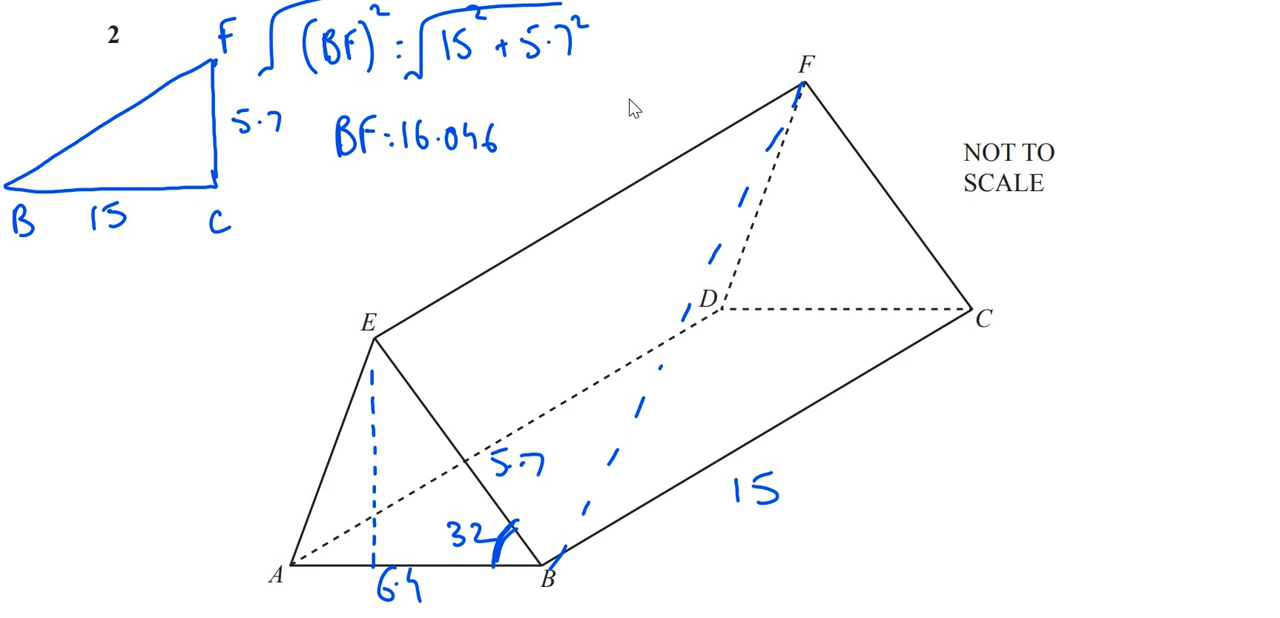 2
F √(BF)² = √15² + 5.7²
5.7 BF = 16.046
B 15 C
F
NOT TO
SCALE
D
C
E
5.7
15
32
A 6.4 B